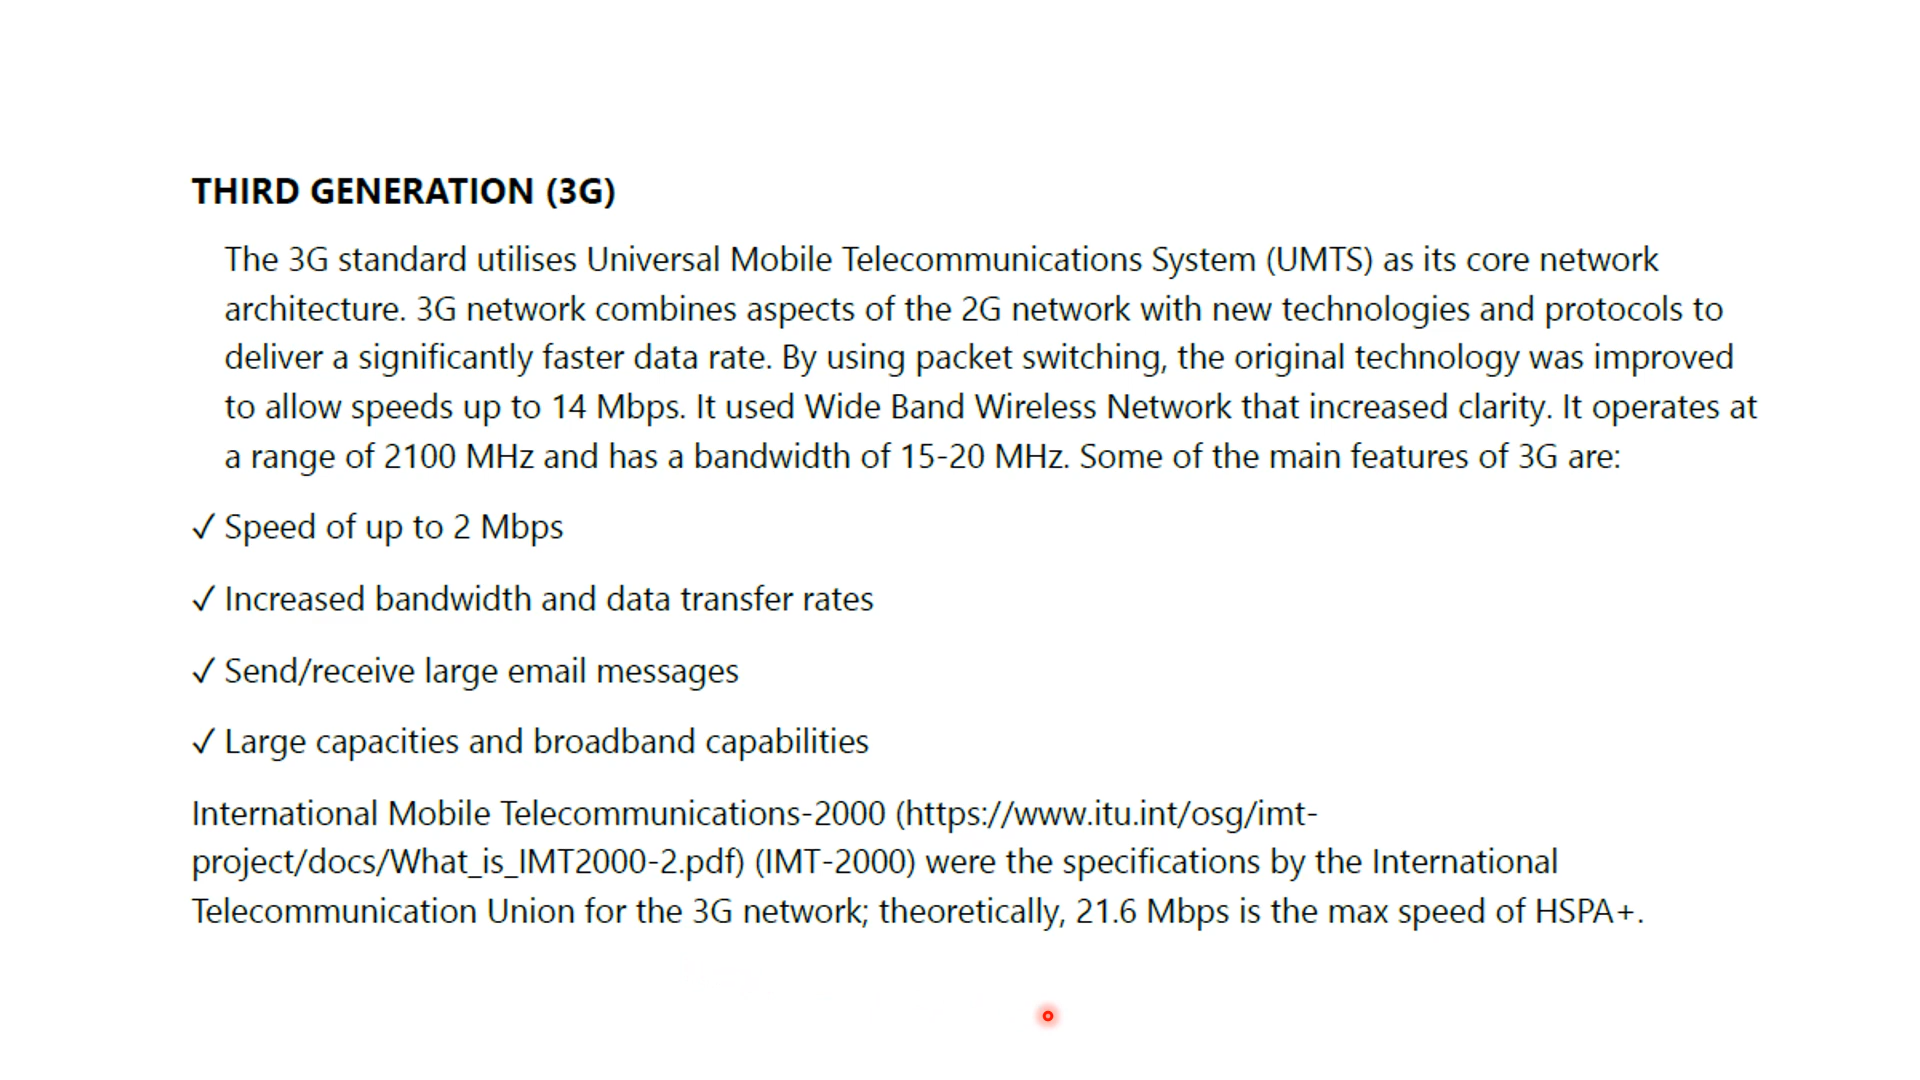 THIRD GENERATION (3G)
The 3G standard utilises Universal Mobile Telecommunications System (UMTS) as its core network
architecture. 3G network combines aspects of the 2G network with new technologies and protocols to
deliver a significantly faster data rate. By using packet switching, the original technology was improved
to allow speeds up to 14 Mbps. It used Wide Band Wireless Network that increased clarity. It operates at
a range of 2100 MHz and has a bandwidth of 15-20 MHz. Some of the main features of 3G are:
✓ Speed of up to 2 Mbps
✓ Increased bandwidth and data transfer rates
✓ Send/receive large email messages
✓ Large capacities and broadband capabilities
International Mobile Telecommunications-2000 (https://www.itu.int/osg/imt-
project/docs/What_is_IMT2000-2.pdf) (IMT-2000) were the specifications by the International
Telecommunication Union for the 3G network; theoretically, 21.6 Mbps is the max speed of HSPA+.